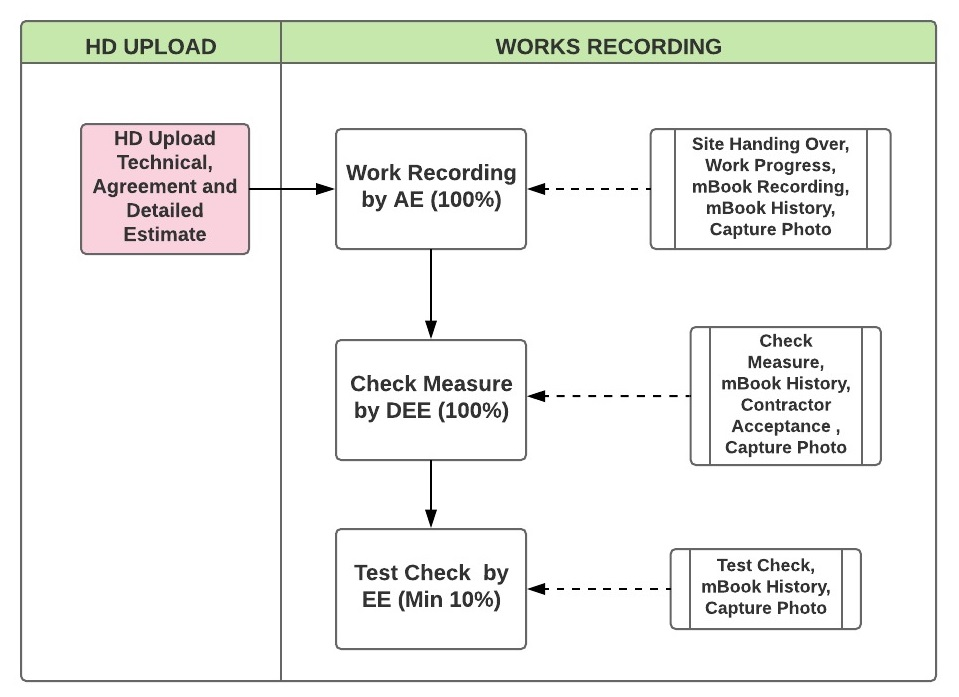 HD UPLOAD
WORKS RECORDING
HD Upload
Technical,
Agreement and
Detailed
Estimate
Work Recording
by AE (100%)
Site Handing Over,
Work Progress,
mBook Recording,
mBook History,
Capture Photo
Check Measure
by DEE (100%)
Check
Measure,
mBook History,
Contractor
Acceptance ,
Capture Photo
Test Check  by
EE (Min 10%)
Test Check,
mBook History,
Capture Photo